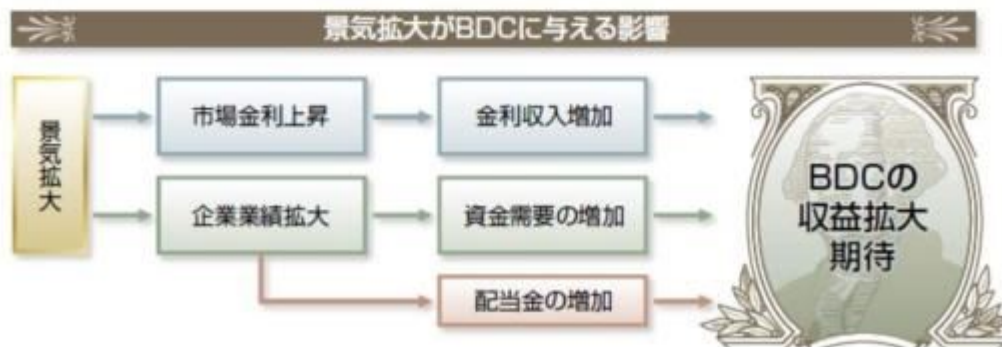 景気拡大がBDCに与える影響
景気拡大
市場金利上昇
金利収入増加
企業業績拡大
資金需要の増加
配当金の増加
BDCの
収益拡大
期待